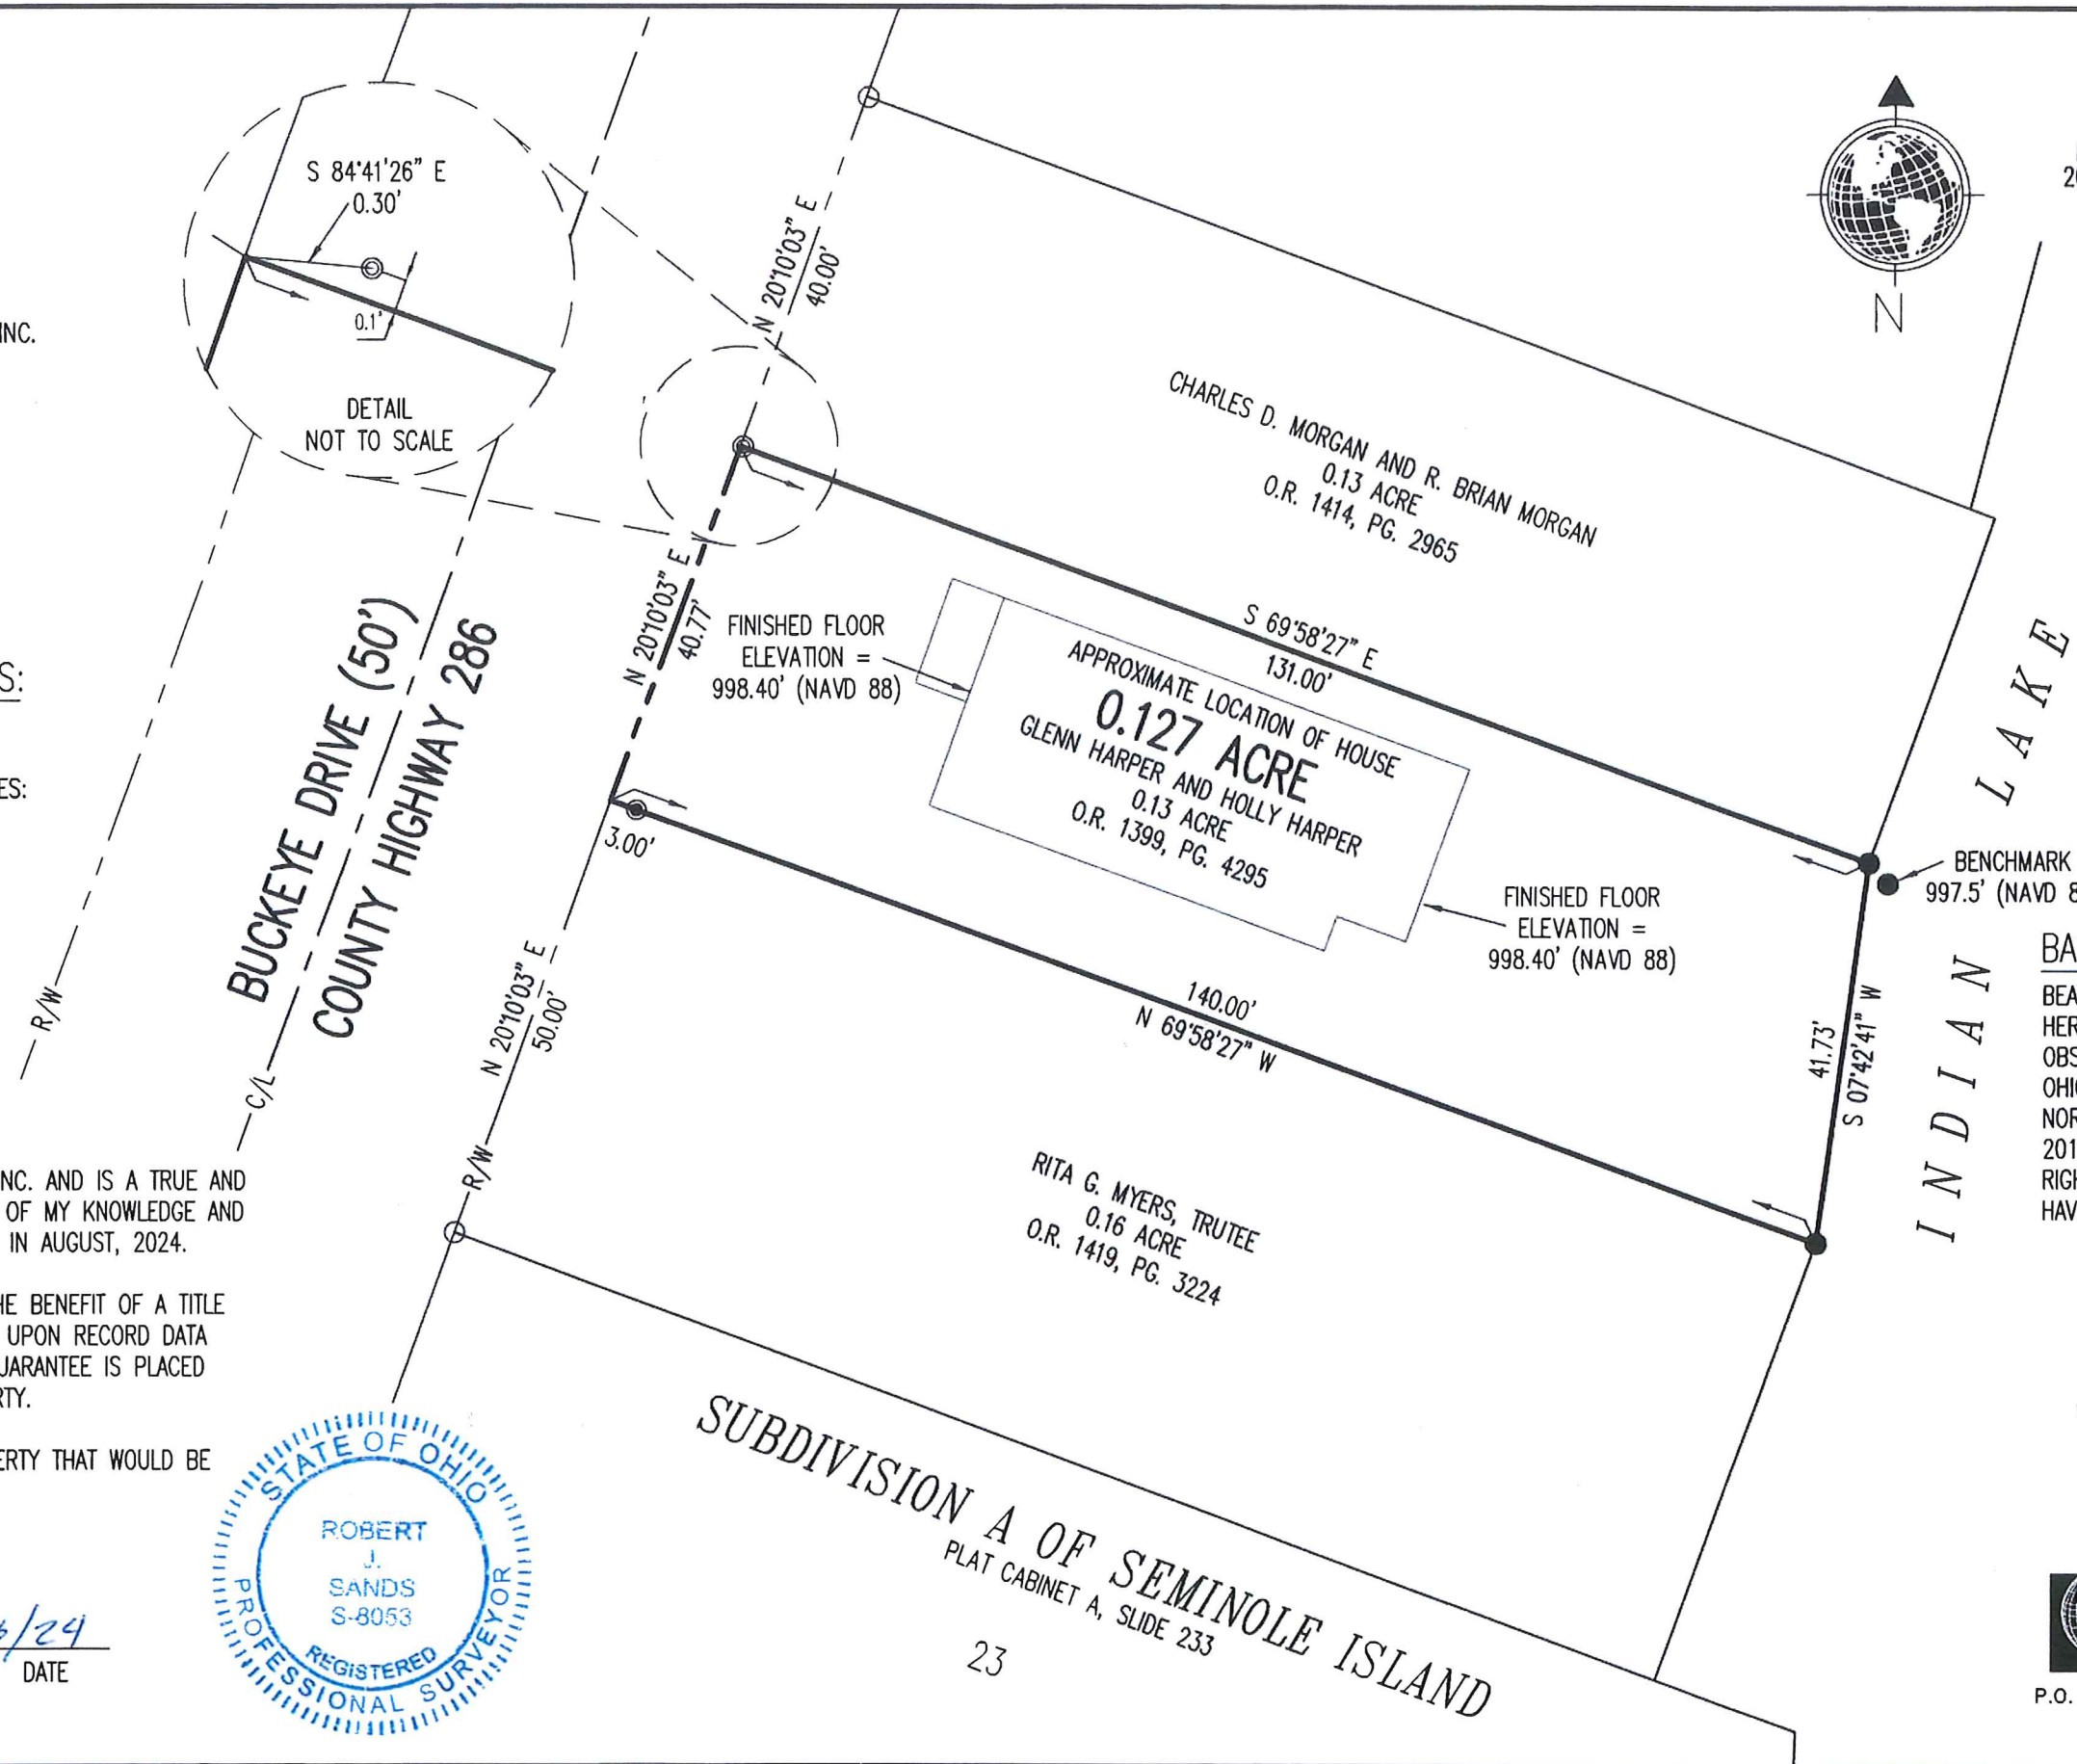 S 84°41'26" E
0.30'
0.1'
DETAIL
NOT TO SCALE
INC.
S:
ES:
N 20°10'03" E
40.00'
N
CHARLES D. MORGAN AND R. BRIAN MORGAN
0.13 ACRE
O.R. 1414, PG. 2965
N 20°10'03" E
40.77'
BUCKEYE DRIVE (50')
COUNTY HIGHWAY 286
R/W
C/L
R/W
FINISHED FLOOR
ELEVATION =
998.40' (NAVD 88)
S 69°58'27" E
131.00'
APPROXIMATE LOCATION OF HOUSE
0.127 ACRE
GLENN HARPER AND HOLLY HARPER
0.13 ACRE
O.R. 1399, PG. 4295
3.00'
FINISHED FLOOR
ELEVATION =
998.40' (NAVD 88)
BENCHMARK
997.5' (NAVD 8
INDIAN LAKE
BA
BEA
HER
OBS
OHI
NOR
201
RIGH
HAV
140.00'
N 69°58'27" W
41.73'
S 07°42'41" W
N 20°10'03" E
50.00'
RITA G. MYERS, TRUTEE
0.16 ACRE
O.R. 1419, PG. 3224
NC. AND IS A TRUE AND
OF MY KNOWLEDGE AND
IN AUGUST, 2024.
HE BENEFIT OF A TITLE
UPON RECORD DATA
UARANTEE IS PLACED
RTY.
ERTY THAT WOULD BE
SUBDIVISION A OF SEMINOLE ISLAND
PLAT CABINET A, SLIDE 233
23
STATE OF OHIO
ROBERT
J.
SANDS
S-8053
REGISTERED
PROFESSIONAL SURVEYOR
/24
DATE
P.O.